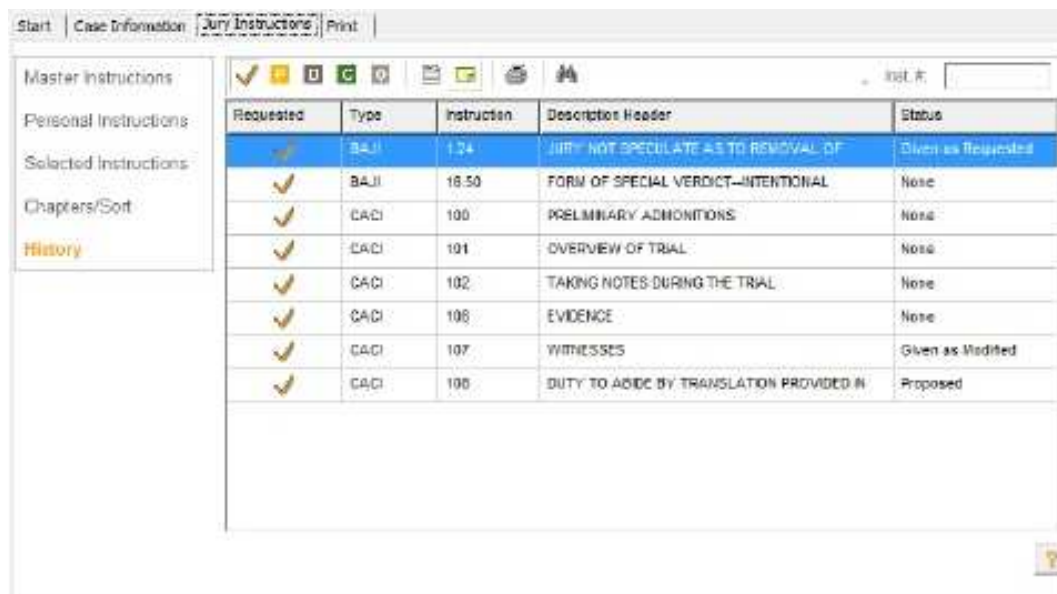 Start Case Information Jury Instructions Print
Master Instructions
Personal Instructions
Selected Instructions
Chapters/Sort
History
Inst. #:
Requested Type Instruction Description Header Status
BAJI 1.24 JURY NOT SPECULATE AS TO REMOVAL OF Given as Requested
BAJI 16.50 FORM OF SPECIAL VERDICT--INTENTIONAL None
CACI 100 PRELIMINARY ADMONITIONS None
CACI 101 OVERVIEW OF TRIAL None
CACI 102 TAKING NOTES DURING THE TRIAL None
CACI 106 EVIDENCE None
CACI 107 WITNESSES Given as Modified
CACI 108 DUTY TO ABIDE BY TRANSLATION PROVIDED IN Proposed